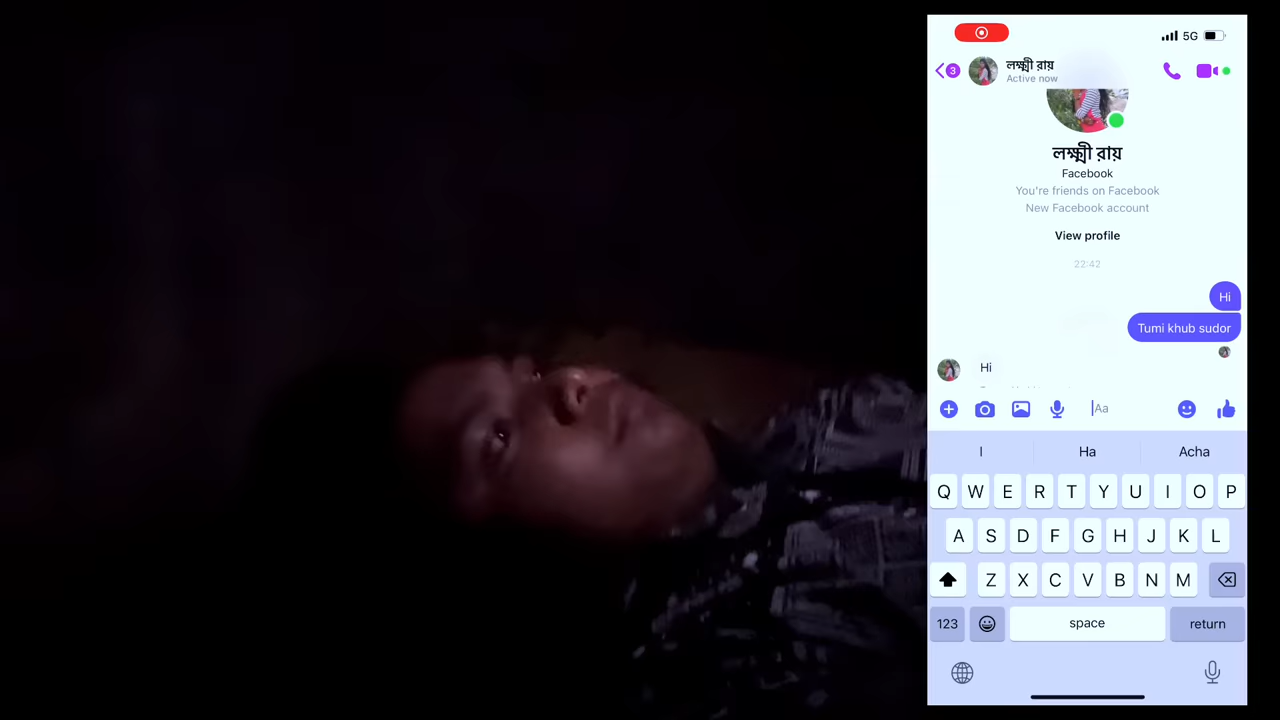 5G
3
লক্ষ্মী রায়
Active now
লক্ষ্মী রায়
Facebook
You're friends on Facebook
New Facebook account
View profile
22:42
Hi
Tumi khub sudor
Hi
Aa
I Ha Acha
Q W E R T Y U I O P
A S D F G H J K L
Z X C V B N M
123 space return